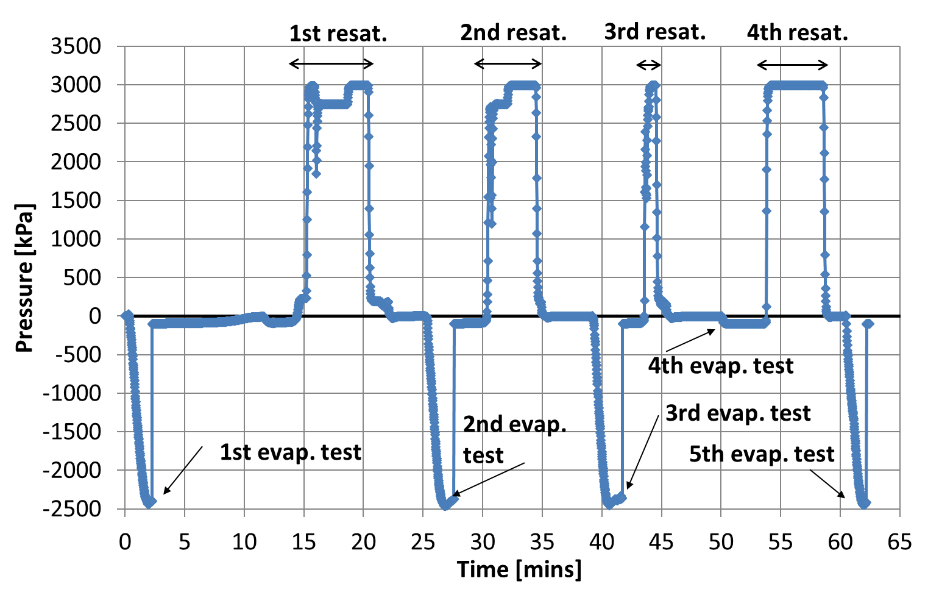 1st resat. 2nd resat. 3rd resat. 4th resat.
3500
3000
2500
2000
1500
1000
500
0
-500
-1000
-1500
-2000
-2500
Pressure [kPa]
4th evap. test
3rd evap. test
2nd evap.
test
1st evap. test
5th evap. test
0 5 10 15 20 25 30 35 40 45 50 55 60 65
Time [mins]